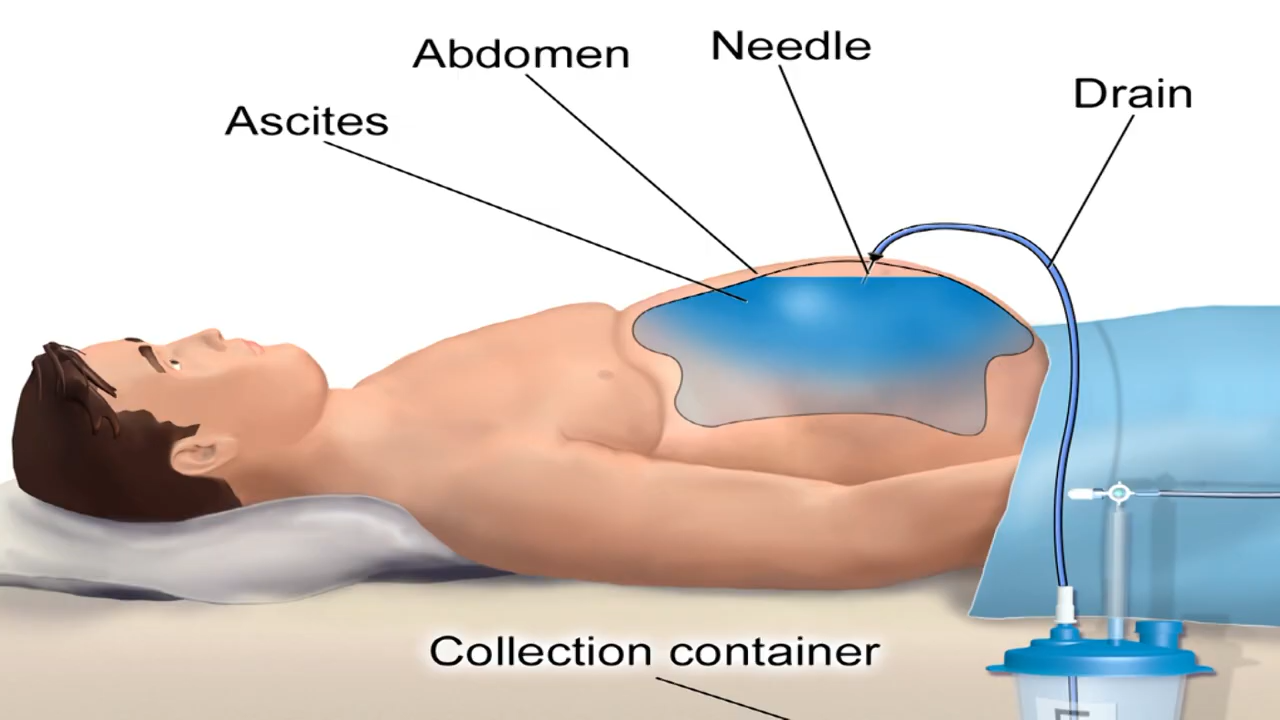 Abdomen
Needle
Drain
Ascites
Collection container